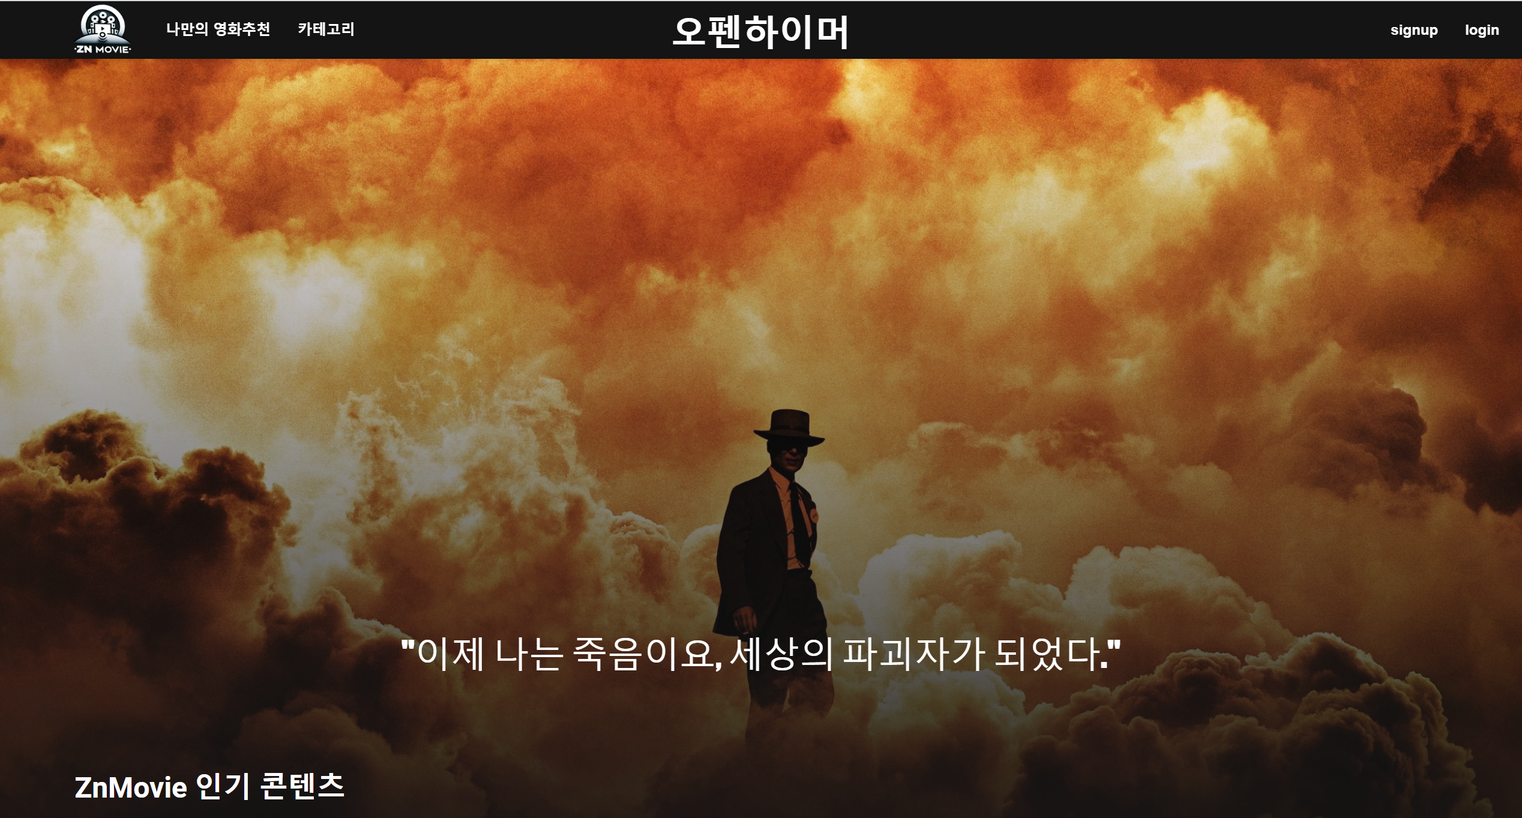 ZN MOVIE
나만의 영화추천
카테고리
오펜하이머
signup
login
"이제 나는 죽음이요, 세상의 파괴자가 되었다."
ZnMovie 인기 콘텐츠